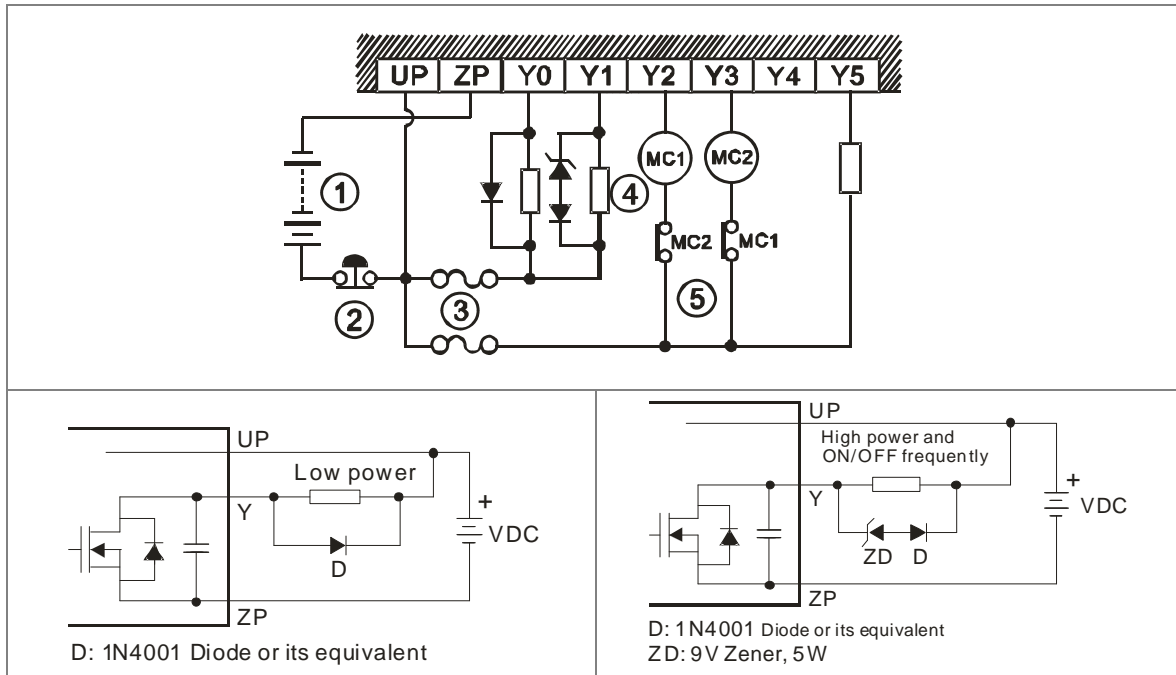 UP ZP Y0 Y1 Y2 Y3 Y4 Y5
MC1 MC2
① ④
MC2 MC1
② ③ ⑤
UP
Low power
Y
+
VDC
D
ZP
D: 1N4001 Diode or its equivalent
UP
High power and
ON/OFF frequently
Y
+
VDC
ZD D
ZP
D: 1N4001 Diode or its equivalent
ZD: 9V Zener, 5W